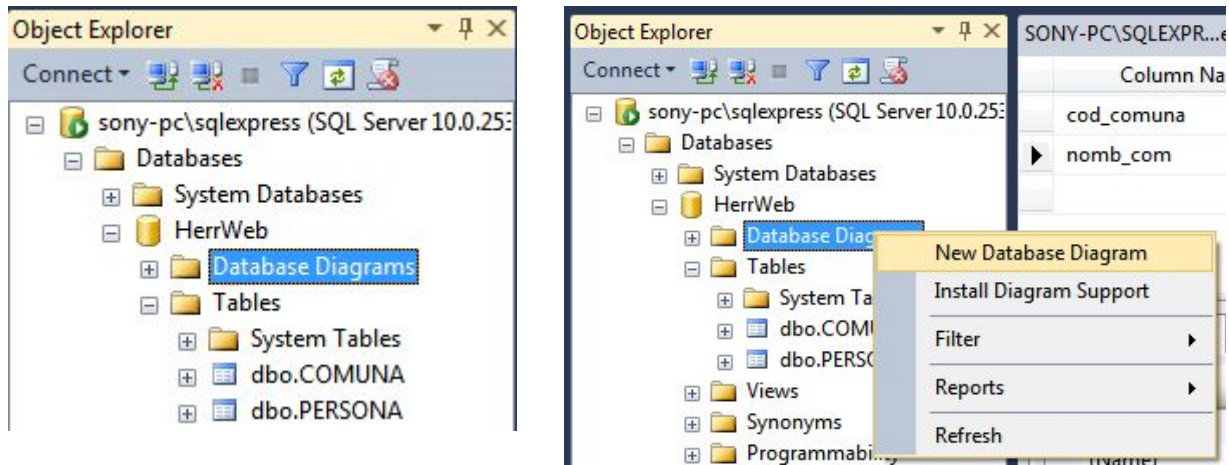 Object Explorer
Connect
sony-pc\sqlexpress (SQL Server 10.0.25
Databases
System Databases
HerrWeb
Database Diagrams
Tables
System Tables
dbo.COMUNA
dbo.PERSONA
Object Explorer
Connect
sony-pc\sqlexpress (SQL Server 10.0.25
Databases
System Databases
HerrWeb
Database Diag
Tables
System Ta
dbo.COMU
dbo.PERSO
Views
Synonyms
Programmabi
SONY-PC\SQLEXPR...e
Column Na
cod_comuna
nomb_com
New Database Diagram
Install Diagram Support
Filter
Reports
Refresh
(Name)